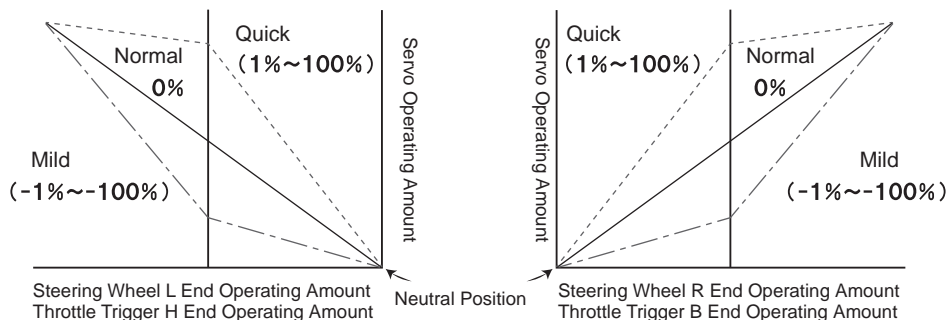 Quick
(1%~100%)
Normal
0%
Mild
(-1%~-100%)
Servo Operating Amount
Steering Wheel L End Operating Amount
Throttle Trigger H End Operating Amount
Neutral Position
Servo Operating Amount
Quick
(1%~100%)
Normal
0%
Mild
(-1%~-100%)
Steering Wheel R End Operating Amount
Throttle Trigger B End Operating Amount